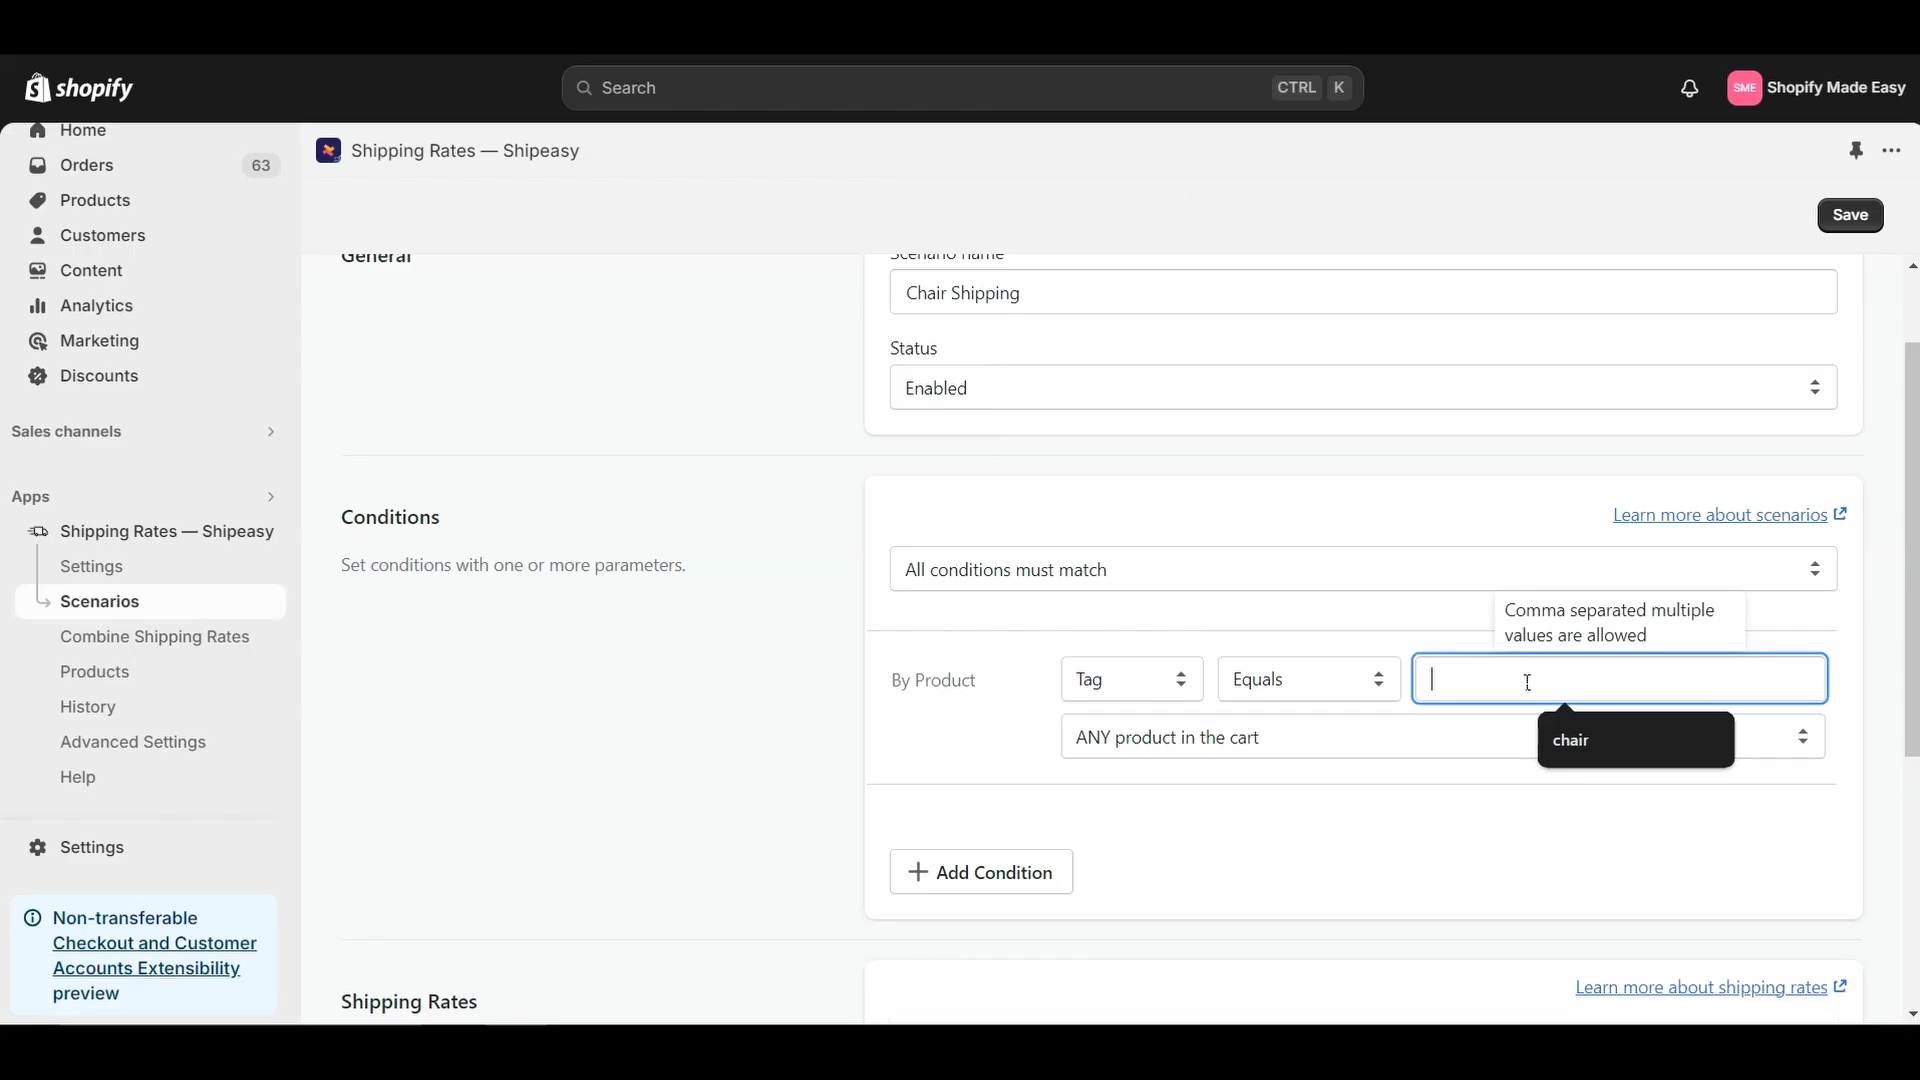 shopify
Search
CTRL K
SME
Shopify Made Easy
Home
Orders
63
Products
Customers
Content
Analytics
Marketing
Discounts
Sales channels
Apps
Shipping Rates — Shipeasy
Settings
Scenarios
Combine Shipping Rates
Products
History
Advanced Settings
Help
Settings
Non-transferable
Checkout and Customer
Accounts Extensibility
preview
Shipping Rates — Shipeasy
Save
General
Scenario name
Chair Shipping
Status
Enabled
Conditions
Set conditions with one or more parameters.
Learn more about scenarios
All conditions must match
Comma separated multiple
values are allowed
By Product
Tag
Equals
chair
ANY product in the cart
Add Condition
Shipping Rates
Learn more about shipping rates